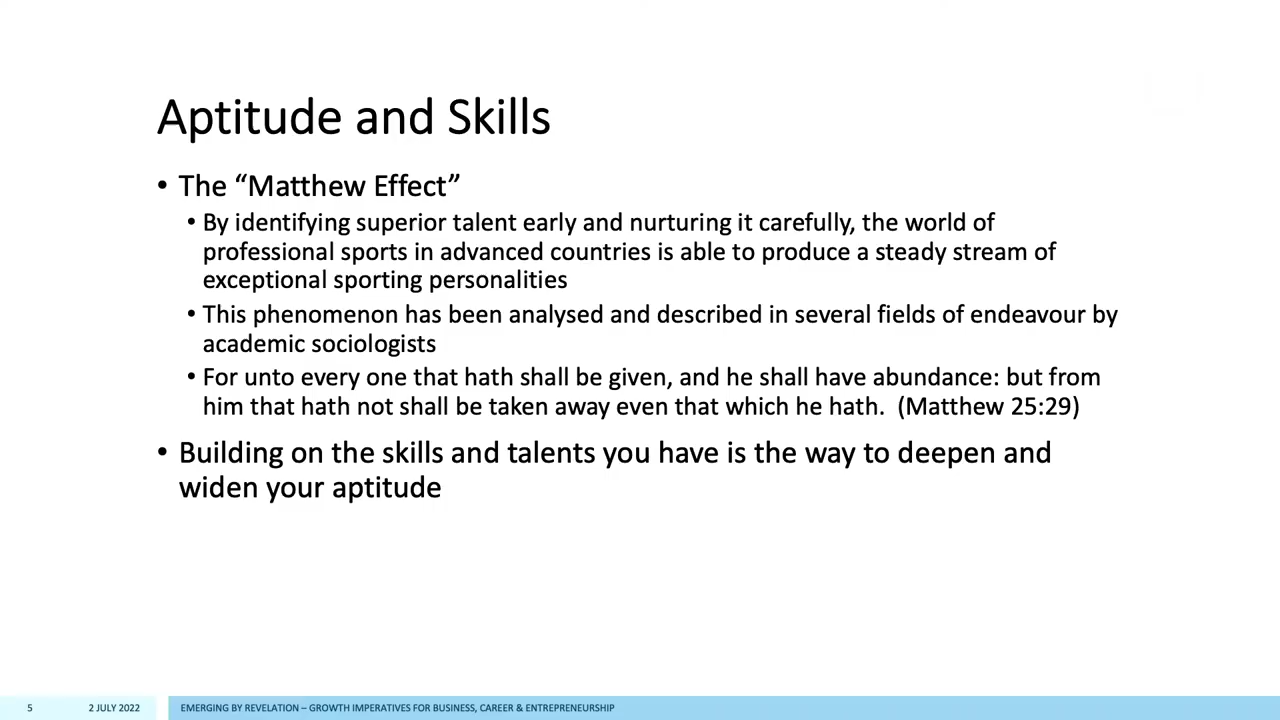 Aptitude and Skills
• The “Matthew Effect”
• By identifying superior talent early and nurturing it carefully, the world of
professional sports in advanced countries is able to produce a steady stream of
exceptional sporting personalities
• This phenomenon has been analysed and described in several fields of endeavour by
academic sociologists
• For unto every one that hath shall be given, and he shall have abundance: but from
him that hath not shall be taken away even that which he hath.  (Matthew 25:29)
• Building on the skills and talents you have is the way to deepen and
widen your aptitude
5 2 JULY 2022 EMERGING BY REVELATION – GROWTH IMPERATIVES FOR BUSINESS, CAREER & ENTREPRENEURSHIP